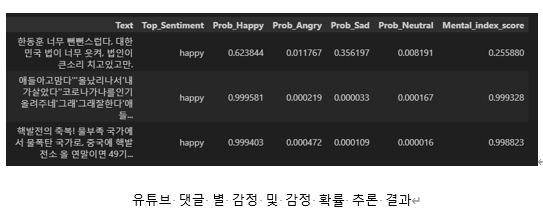 Text Top_Sentiment Prob_Happy Prob_Angry Prob_Sad Prob_Neutral Mental_index_score
한동훈 너무 뻔뻔스럽다, 대한
민국 법이 너무 웃켜, 법인이
큰소리 치고있고만.
happy 0.623844 0.011767 0.356197 0.008191 0.255880
애들아고맘다"'물났리나서'내
가살았다"코로나가나를인기
올려주네'그래'그래잘한다'애
들...
happy 0.999581 0.000219 0.000033 0.000167 0.999328
핵발전의 축복! 물부족 국가에
서 물폭탄 국가로. 중국에 핵발
전소 올 연말이면 49기...
happy 0.999403 0.000472 0.000109 0.000016 0.998823
유튜브 댓글 별 감정 및 감정 확률 추론 결과